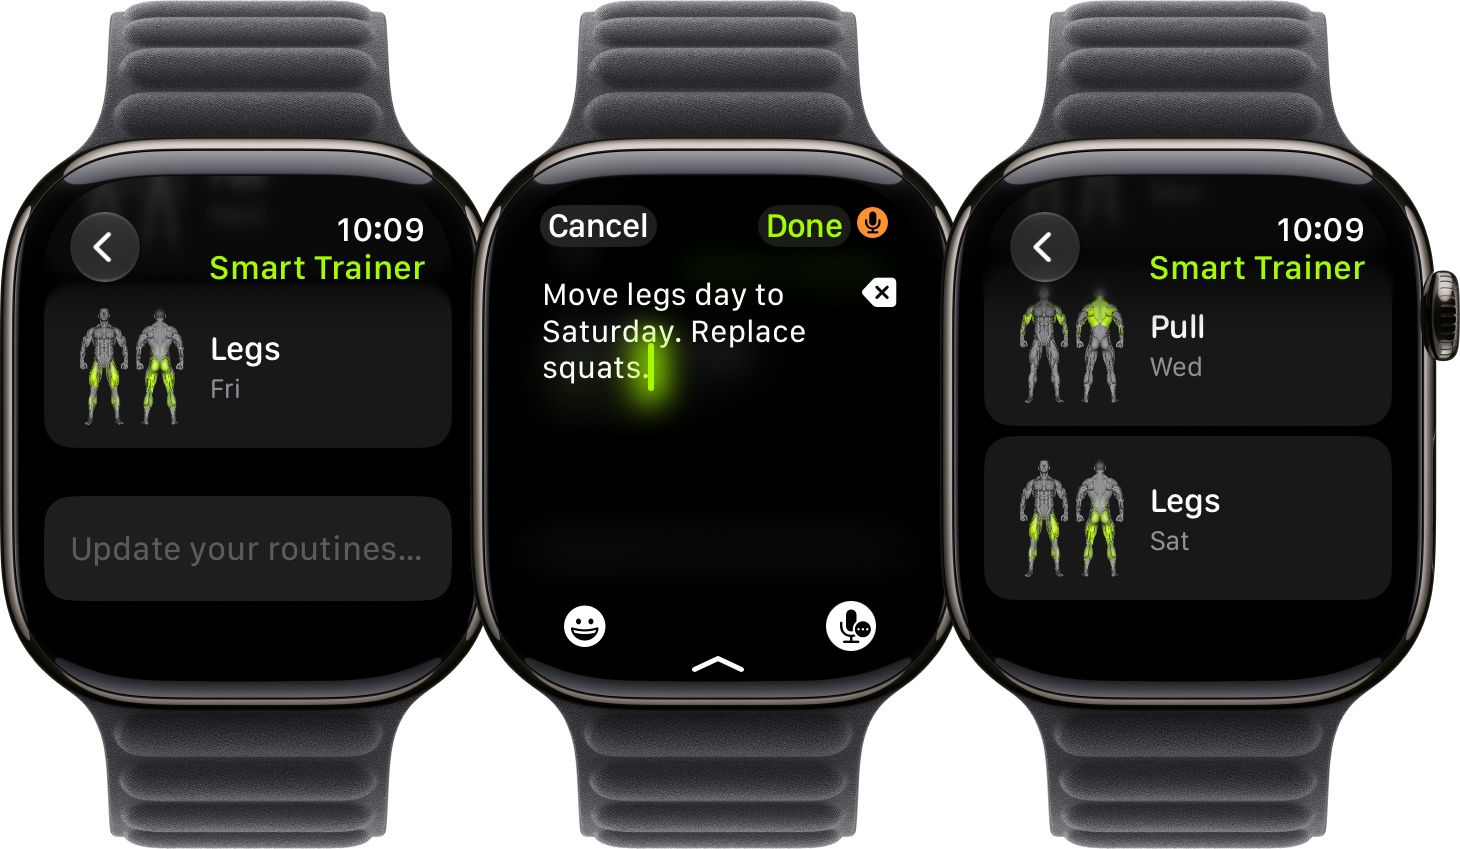 10:09
Smart Trainer
Legs
Fri
Update your routines...
Cancel
Done
Move legs day to
Saturday. Replace
squats.
10:09
Smart Trainer
Pull
Wed
Legs
Sat